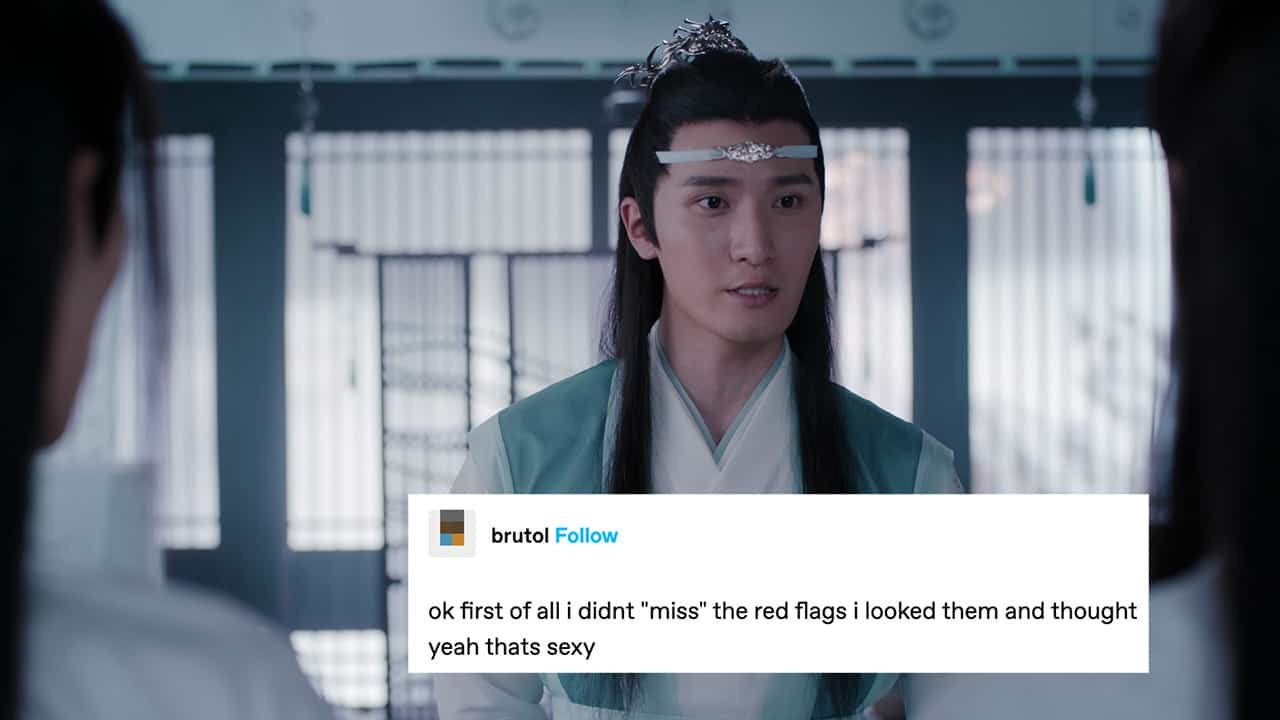 brutol Follow
ok first of all i didnt "miss" the red flags i looked them and thought
yeah thats sexy